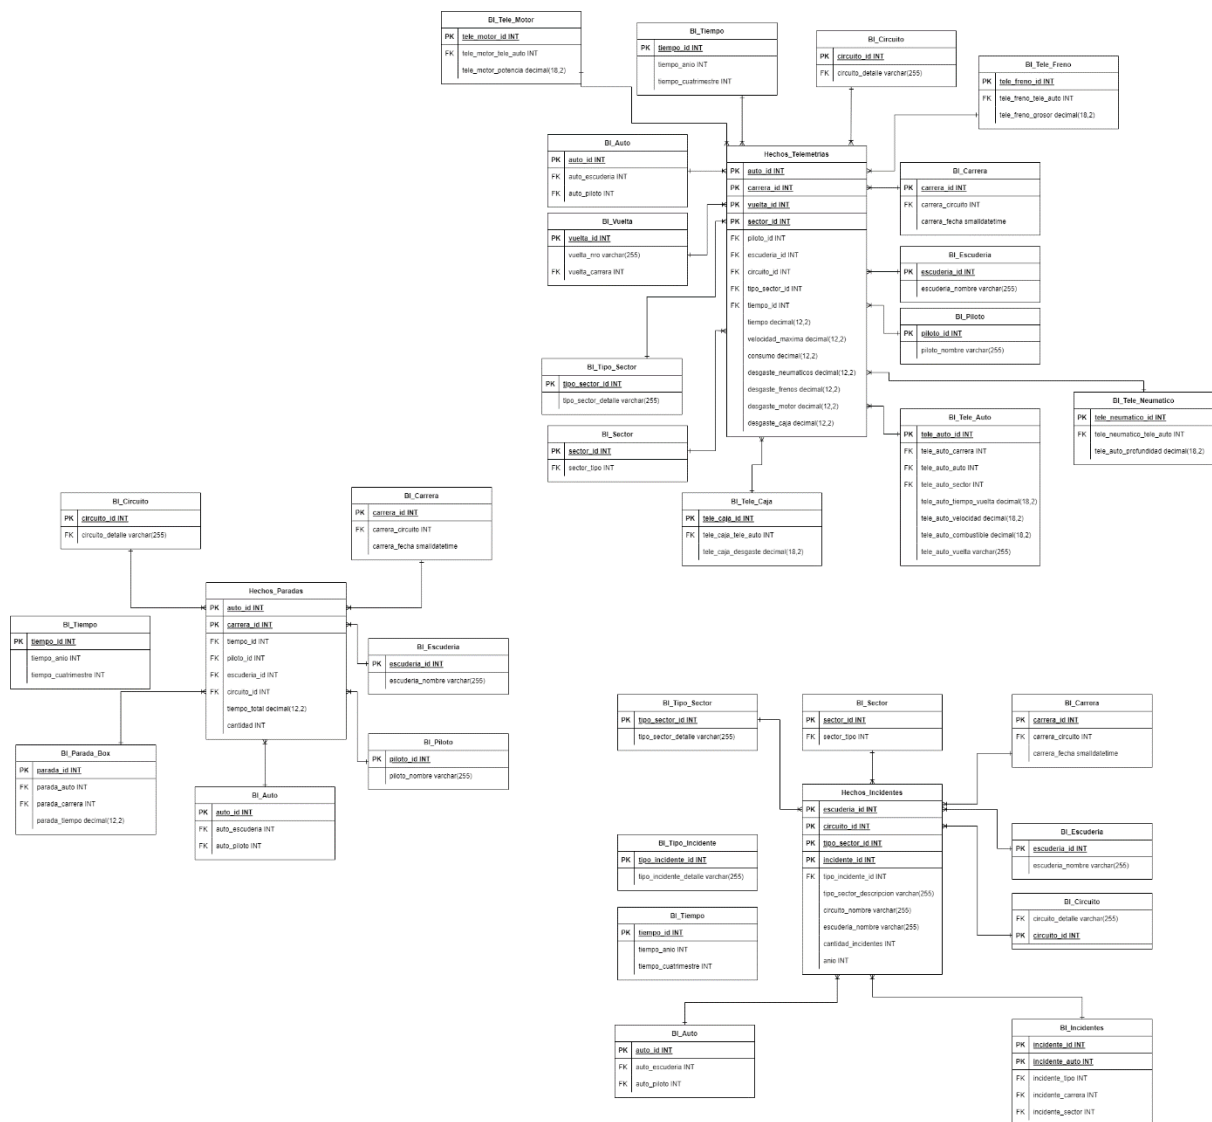 BI_Tele_Motor
PK tele_motor_id INT
FK tele_motor_tele_auto INT
tele_motor_potencia decimal(18,2)
BI_Tiempo
PK tiempo_id INT
tiempo_anio INT
tiempo_cuatrimestre INT
BI_Circuito
PK circuito_id INT
FK circuito_detalle varchar(255)
BI_Tele_Freno
PK tele_freno_id INT
FK tele_freno_tele_auto INT
tele_freno_grosor decimal(18,2)
BI_Auto
PK auto_id INT
FK auto_escuderia INT
FK auto_piloto INT
BI_Vuelta
PK vuelta_id INT
vuelta_nro varchar(255)
FK vuelta_carrera INT
Hechos_Telemetrias
PK auto_id INT
PK carrera_id INT
PK vuelta_id INT
PK sector_id INT
FK piloto_id INT
FK escuderia_id INT
FK circuito_id INT
FK tipo_sector_id INT
FK tiempo_id INT
tiempo decimal(12,2)
velocidad_maxima decimal(12,2)
consumo decimal(12,2)
desgaste_neumaticos decimal(12,2)
desgaste_frenos decimal(12,2)
desgaste_motor decimal(12,2)
desgaste_caja decimal(12,2)
BI_Carrera
PK carrera_id INT
FK carrera_circuito INT
carrera_fecha smalldatetime
BI_Escuderia
PK escuderia_id INT
escuderia_nombre varchar(255)
BI_Piloto
PK piloto_id INT
piloto_nombre varchar(255)
BI_Tipo_Sector
PK tipo_sector_id INT
tipo_sector_detalle varchar(255)
BI_Sector
PK sector_id INT
FK sector_tipo INT
BI_Tele_Neumatico
PK tele_neumatico_id INT
FK tele_neumatico_tele_auto INT
tele_auto_profundidad decimal(18,2)
BI_Tele_Auto
PK tele_auto_id INT
FK tele_auto_carrera INT
FK tele_auto_auto INT
FK tele_auto_sector INT
tele_auto_tiempo_vuelta decimal(18,2)
tele_auto_velocidad decimal(18,2)
tele_auto_combustible decimal(18,2)
tele_auto_vuelta varchar(255)
BI_Tele_Caja
PK tele_caja_id INT
FK tele_caja_tele_auto INT
tele_caja_desgaste decimal(18,2)
BI_Circuito
PK circuito_id INT
FK circuito_detalle varchar(255)
BI_Carrera
PK carrera_id INT
FK carrera_circuito INT
carrera_fecha smalldatetime
Hechos_Paradas
PK auto_id INT
PK carrera_id INT
FK tiempo_id INT
FK piloto_id INT
FK escuderia_id INT
FK circuito_id INT
tiempo_total decimal(12,2)
cantidad INT
BI_Tiempo
PK tiempo_id INT
tiempo_anio INT
tiempo_cuatrimestre INT
BI_Escuderia
PK escuderia_id INT
escuderia_nombre varchar(255)
BI_Parada_Box
PK parada_id INT
FK parada_auto INT
FK parada_carrera INT
parada_tiempo decimal(12,2)
BI_Piloto
PK piloto_id INT
piloto_nombre varchar(255)
BI_Auto
PK auto_id INT
FK auto_escuderia INT
FK auto_piloto INT
BI_Tipo_Sector
PK tipo_sector_id INT
tipo_sector_detalle varchar(255)
BI_Sector
PK sector_id INT
FK sector_tipo INT
BI_Carrera
PK carrera_id INT
FK carrera_circuito INT
carrera_fecha smalldatetime
Hechos_Incidentes
PK escuderia_id INT
PK circuito_id INT
PK tipo_sector_id INT
PK incidente_id INT
FK tipo_incidente_id INT
tipo_sector_descripcion varchar(255)
circuito_nombre varchar(255)
escuderia_nombre varchar(255)
cantidad_incidentes INT
anio INT
BI_Tipo_Incidente
PK tipo_incidente_id INT
tipo_incidente_detalle varchar(255)
BI_Tiempo
PK tiempo_id INT
tiempo_anio INT
tiempo_cuatrimestre INT
BI_Escuderia
PK escuderia_id INT
escuderia_nombre varchar(255)
BI_Circuito
FK circuito_detalle varchar(255)
PK circuito_id INT
BI_Auto
PK auto_id INT
FK auto_escuderia INT
FK auto_piloto INT
BI_Incidentes
PK incidente_id INT
PK incidente_auto INT
FK incidente_tipo INT
FK incidente_carrera INT
FK incidente_sector INT